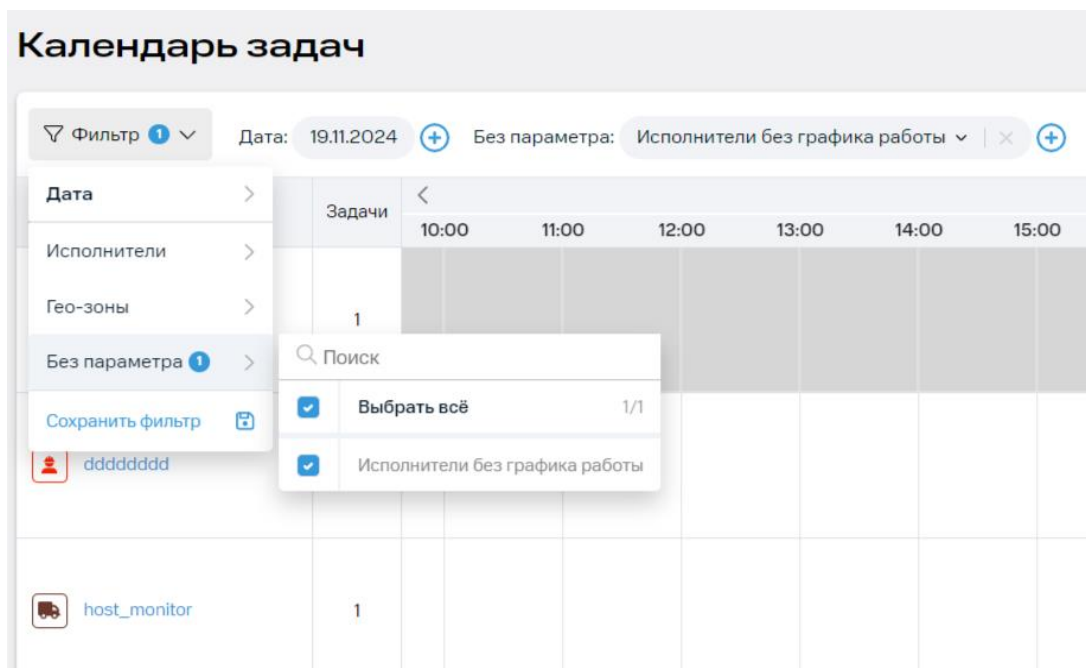 Календарь задач
Фильтр 1 Дата: 19.11.2024 Без параметра: Исполнители без графика работы
Дата
Задачи
10:00 11:00 12:00 13:00 14:00 15:00
Исполнители
Гео-зоны
1
Без параметра 1
Поиск
Выбрать всё 1/1
Сохранить фильтр
dddddddd
Исполнители без графика работы
host_monitor 1